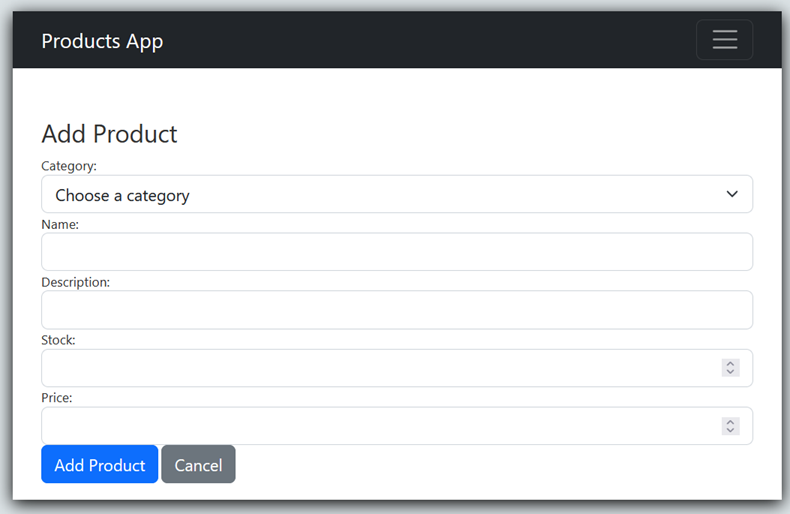 Products App
Add Product
Category:
Choose a category
Name:
Description:
Stock:
Price:
Add Product Cancel